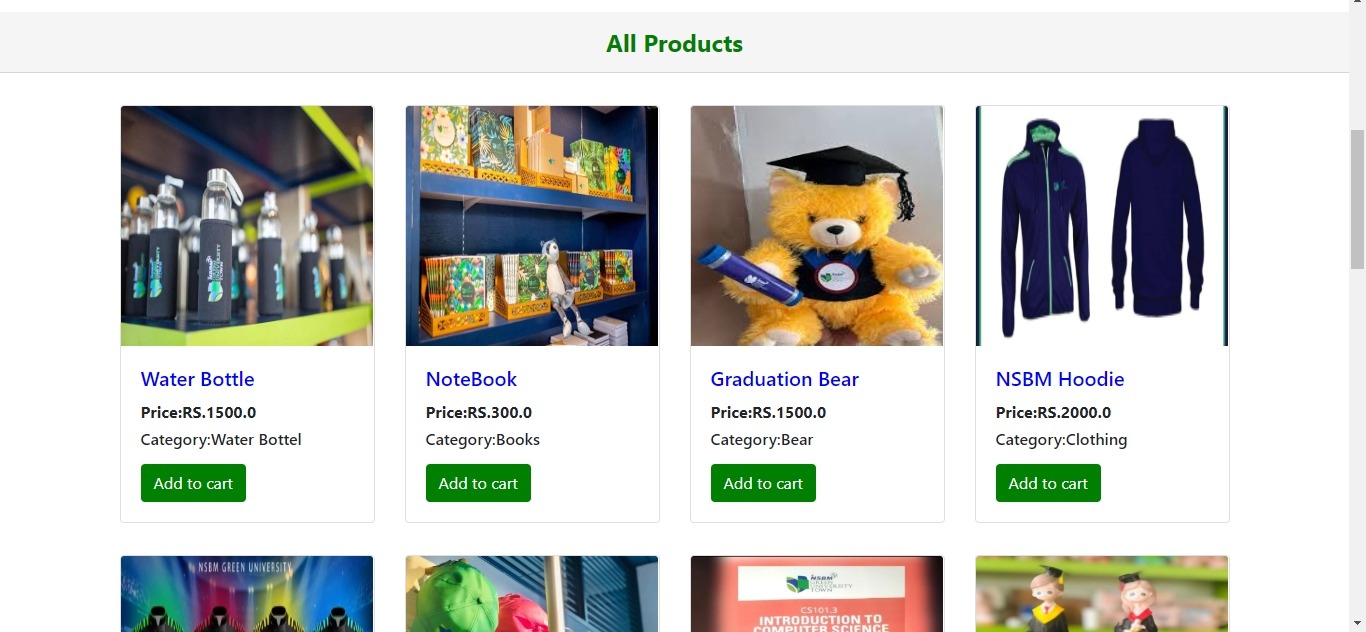 All Products
Water Bottle
Price:RS.1500.0
Category:Water Bottel
Add to cart
NoteBook
Price:RS.300.0
Category:Books
Add to cart
Graduation Bear
Price:RS.1500.0
Category:Bear
Add to cart
NSBM Hoodie
Price:RS.2000.0
Category:Clothing
Add to cart
NSBM GREEN UNIVERSITY
NSBM
GREEN
UNIVERSITY
TOWN
CS101.3
INTRODUCTION TO
COMPUTER SCIENCE